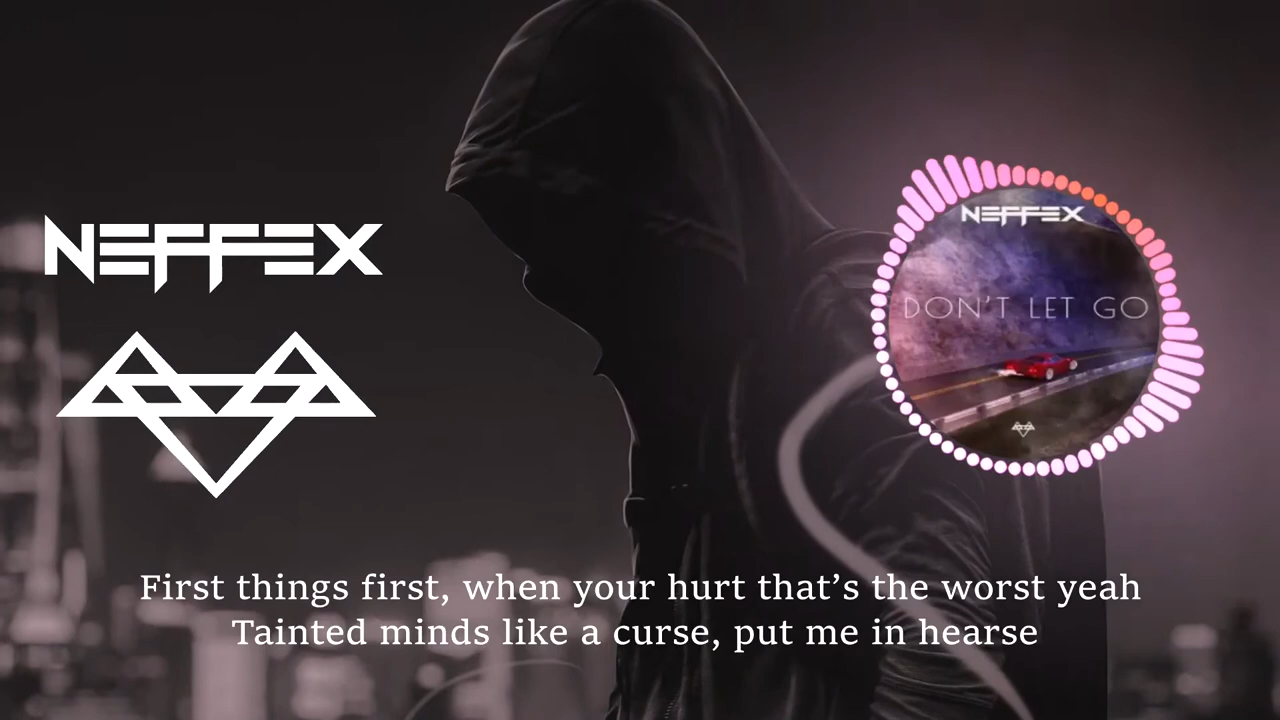 NEFFEX
NEFFEX
DON'T LET GO
First things first, when your hurt that’s the worst yeah
Tainted minds like a curse, put me in hearse